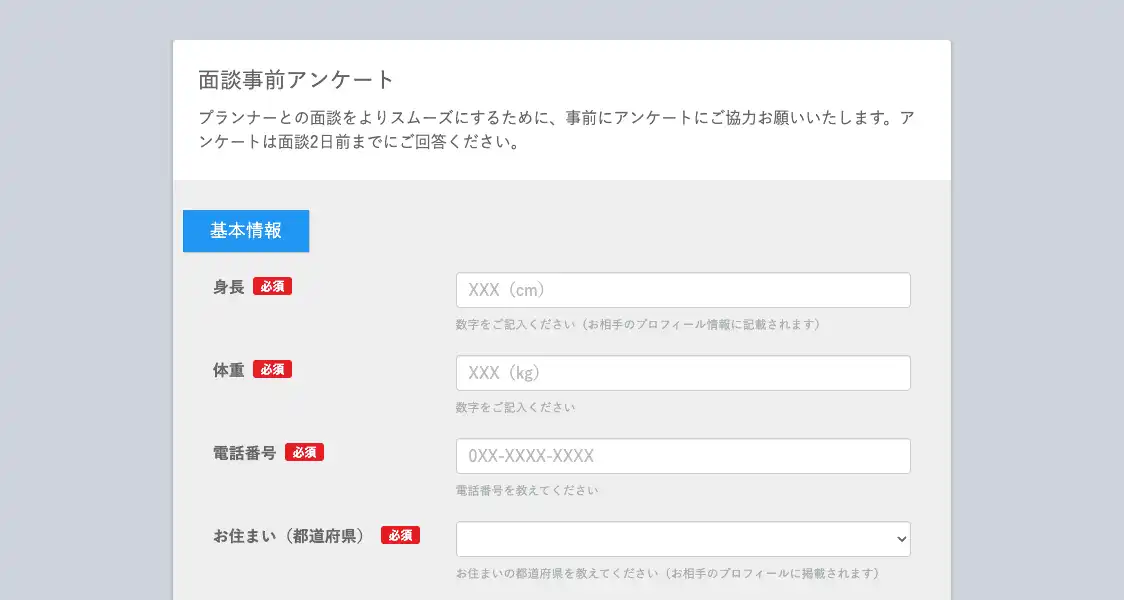 面談事前アンケート
プランナーとの面談をよりスムーズにするために、事前にアンケートにご協力お願いいたします。ア
ンケートは面談2日前までにご回答ください。
基本情報
身長 必須
XXX（cm）
数字をご記入ください（お相手のプロフィール情報に記載されます）
体重 必須
XXX（kg）
数字をご記入ください
電話番号 必須
0XX-XXXX-XXXX
電話番号を教えてください
お住まい（都道府県） 必須
お住まいの都道府県を教えてください（お相手のプロフィールに掲載されます）